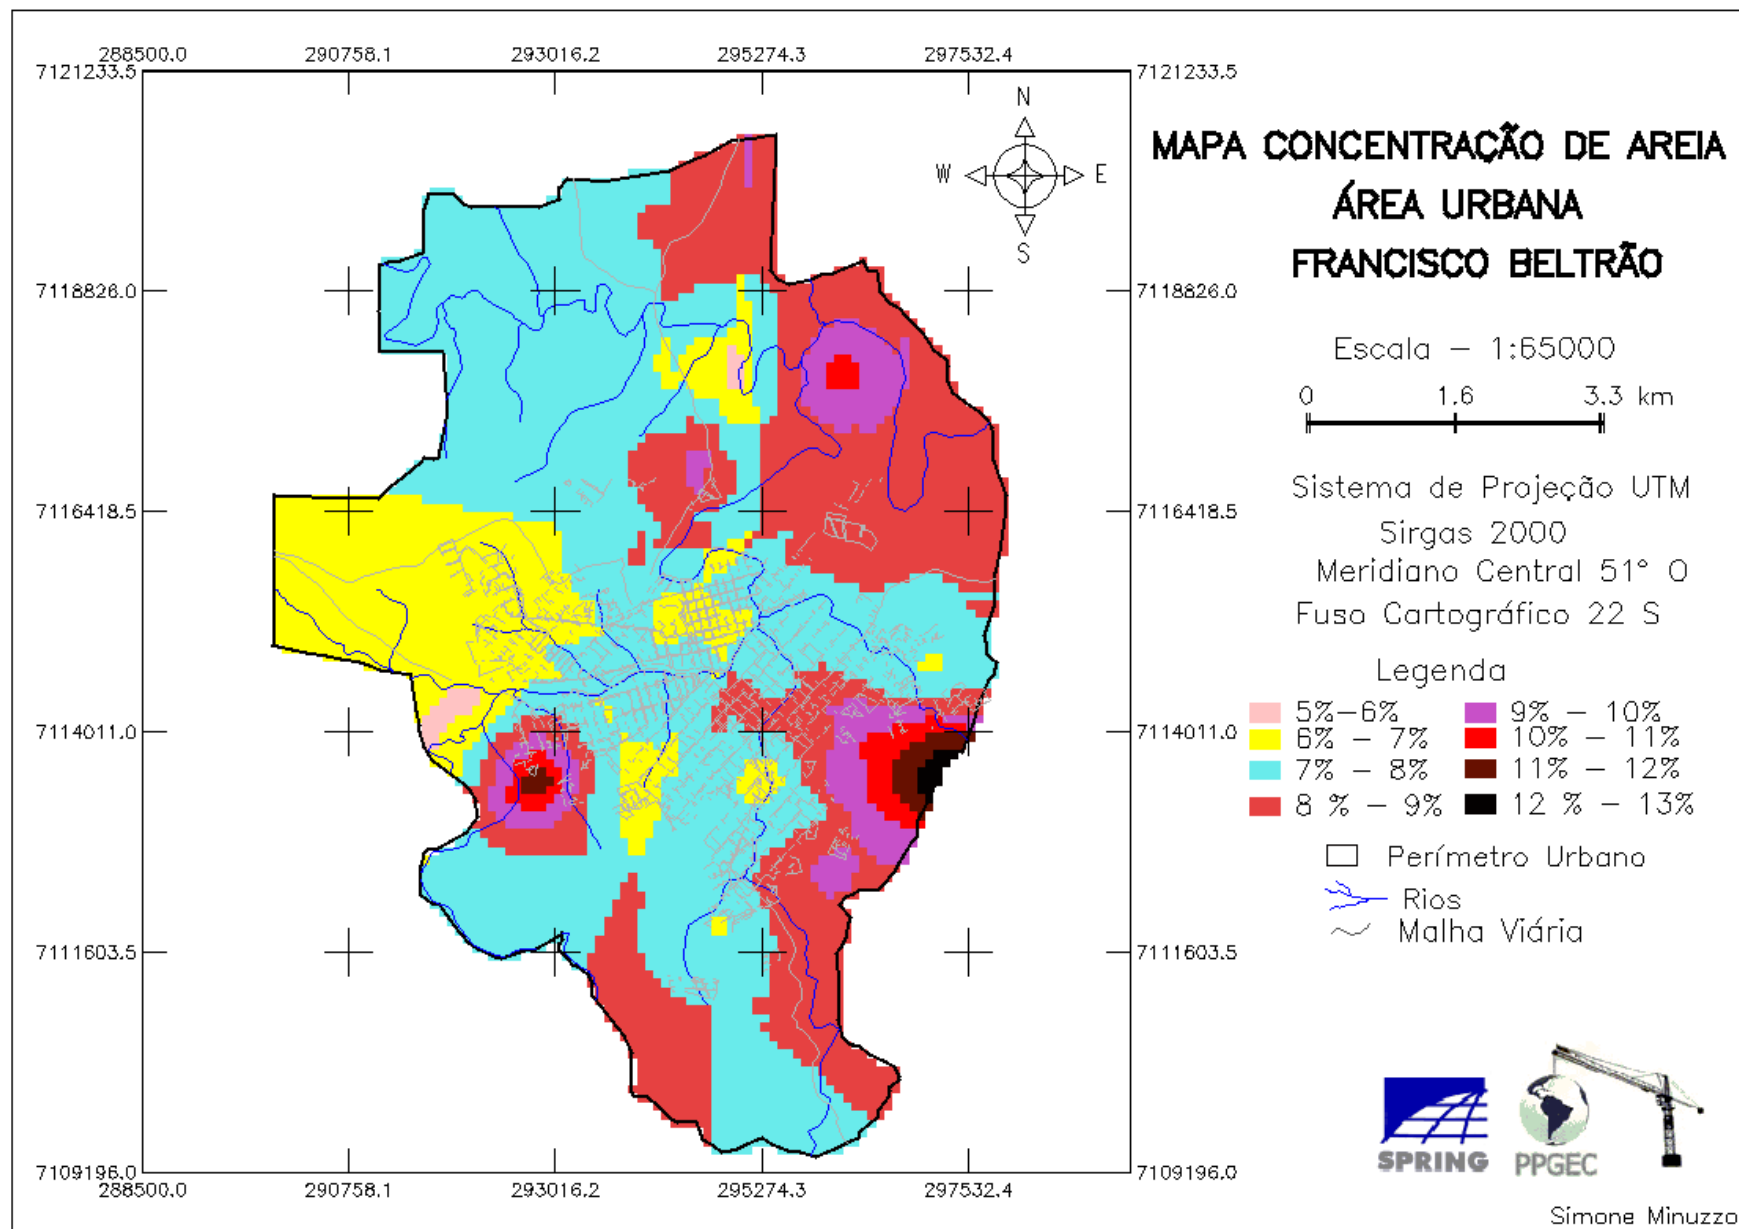 288500.0 290758.1 293016.2 295274.3 297532.4
7121233.5 7121233.5
N
W E
S
MAPA CONCENTRAÇÃO DE AREIA
ÁREA URBANA
FRANCISCO BELTRÃO
7118826.0 7118826.0
Escala - 1:65000
0 1.6 3.3 km
Sistema de Projeção UTM
7116418.5 7116418.5
Sirgas 2000
Meridiano Central 51° O
Fuso Cartográfico 22 S
Legenda
5%-6% 9% - 10%
7114011.0 7114011.0
6% - 7% 10% - 11%
7% - 8% 11% - 12%
8 % - 9% 12 % - 13%
Perímetro Urbano
Rios
Malha Viária
7111603.5 7111603.5
SPRING PPGEC
7109196.0 7109196.0
288500.0 290758.1 293016.2 295274.3 297532.4
Simone Minuzzo